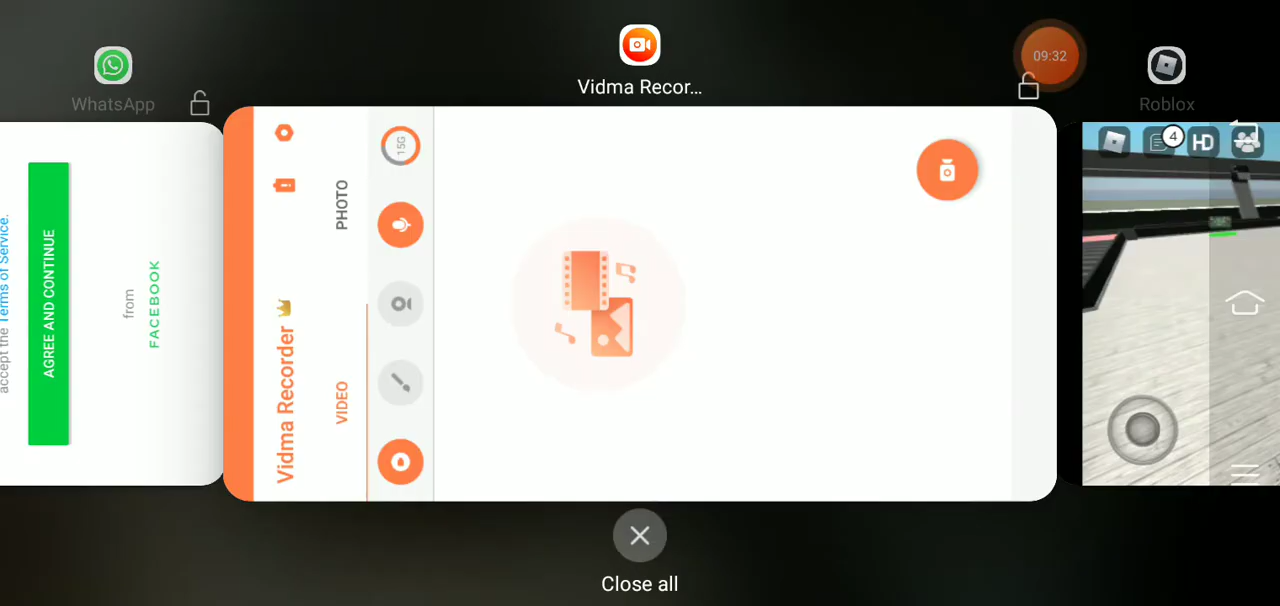 WhatsApp
Vidma Recor...
09:32
Roblox
accept the Terms of Service.
AGREE AND CONTINUE
from
FACEBOOK
Vidma Recorder
VIDEO
PHOTO
15G
4
HD
Close all